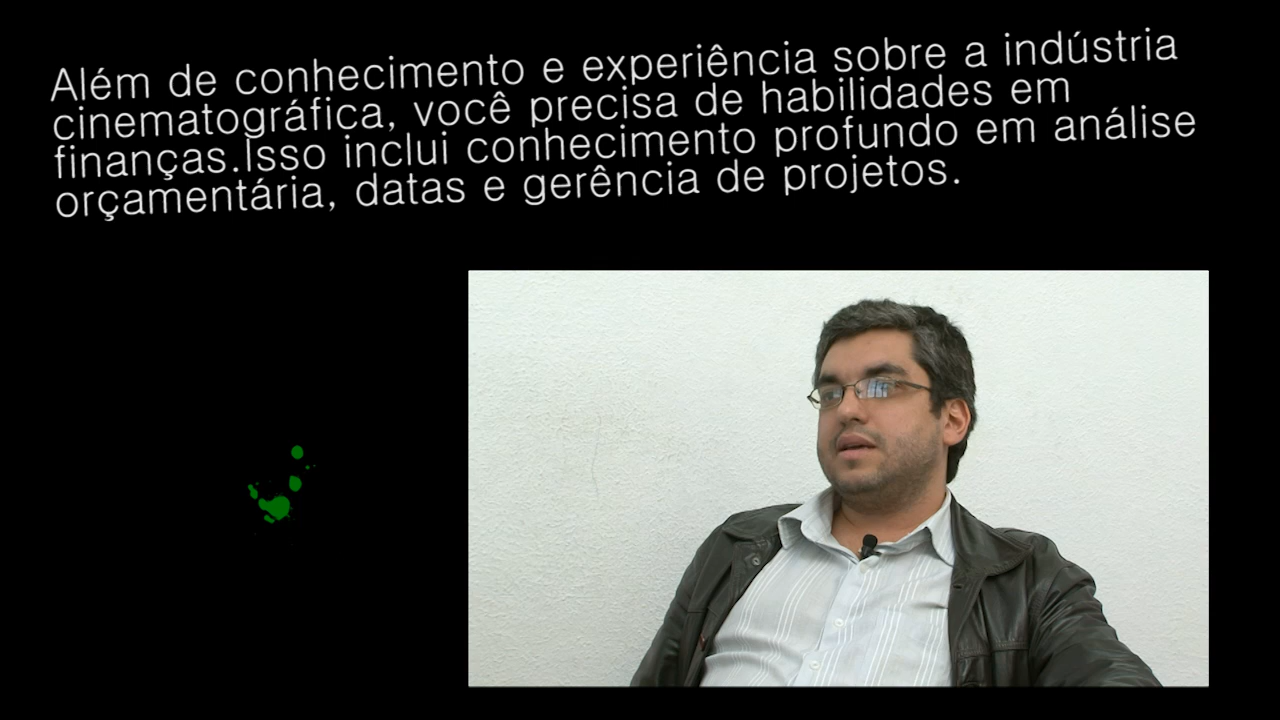 Além de conhecimento e experiência sobre a indústria
cinematográfica, você precisa de habilidades em
finanças.Isso inclui conhecimento profundo em análise
orçamentária, datas e gerência de projetos.